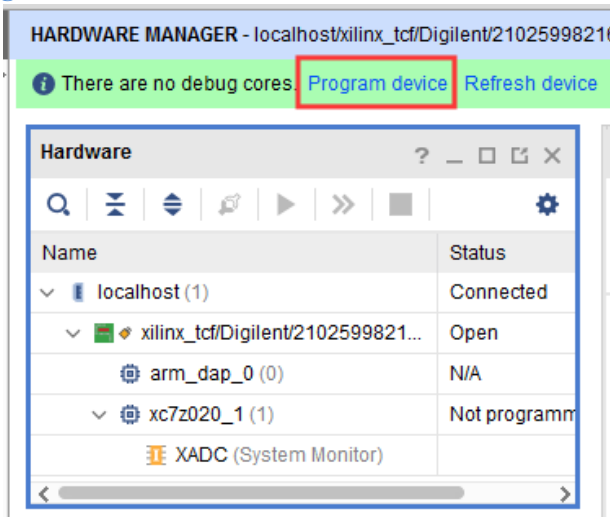 HARDWARE MANAGER - localhost/xilinx_tcf/Digilent/2102599821
There are no debug cores. Program device Refresh device
Hardware
Name Status
localhost (1) Connected
xilinx_tcf/Digilent/2102599821... Open
arm_dap_0 (0) N/A
xc7z020_1 (1) Not programm
XADC (System Monitor)